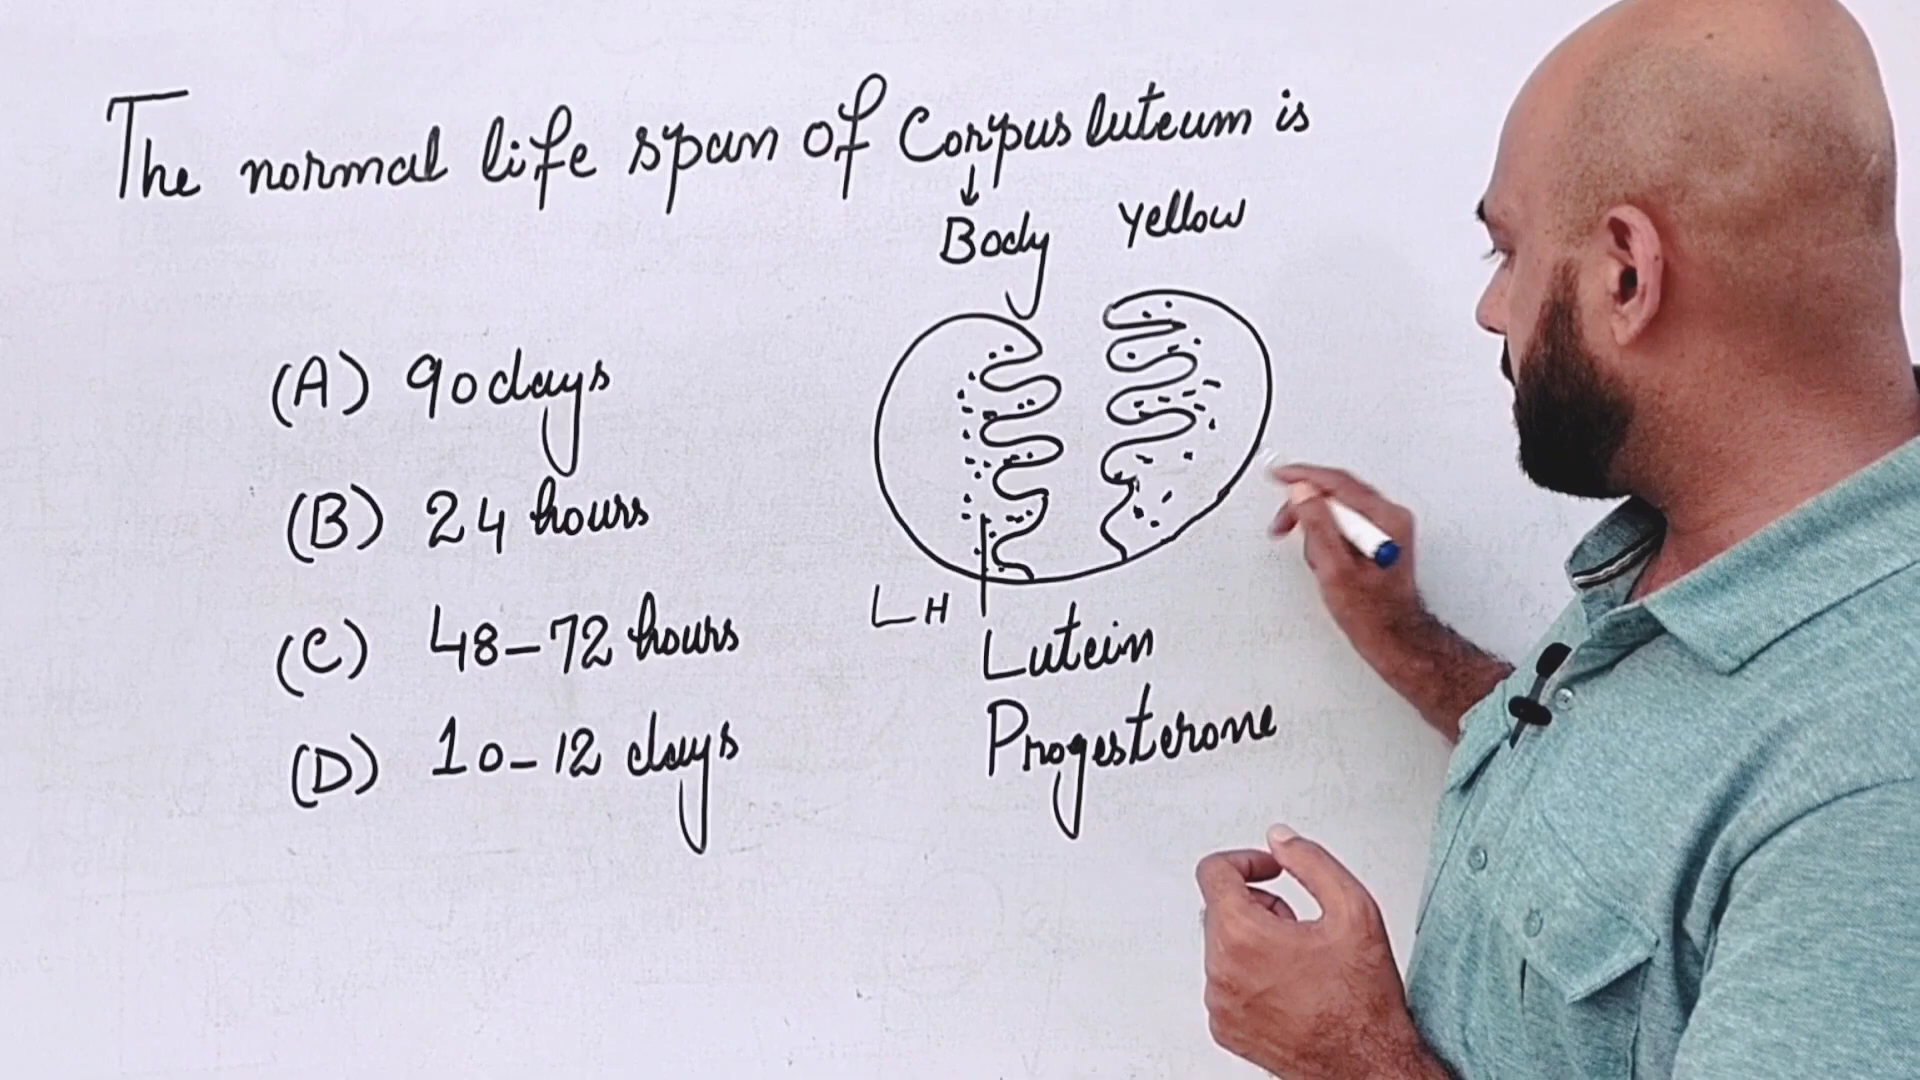 The normal life span of Corpus luteum is
Body Yellow
(A) 90 days
(B) 24 hours
(C) 48-72 hours
(D) 10-12 days
LH
Lutein
Progesterone